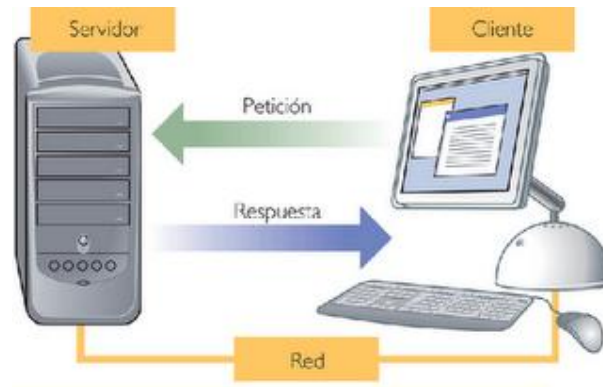 Servidor
Cliente
Petición
Respuesta
Red